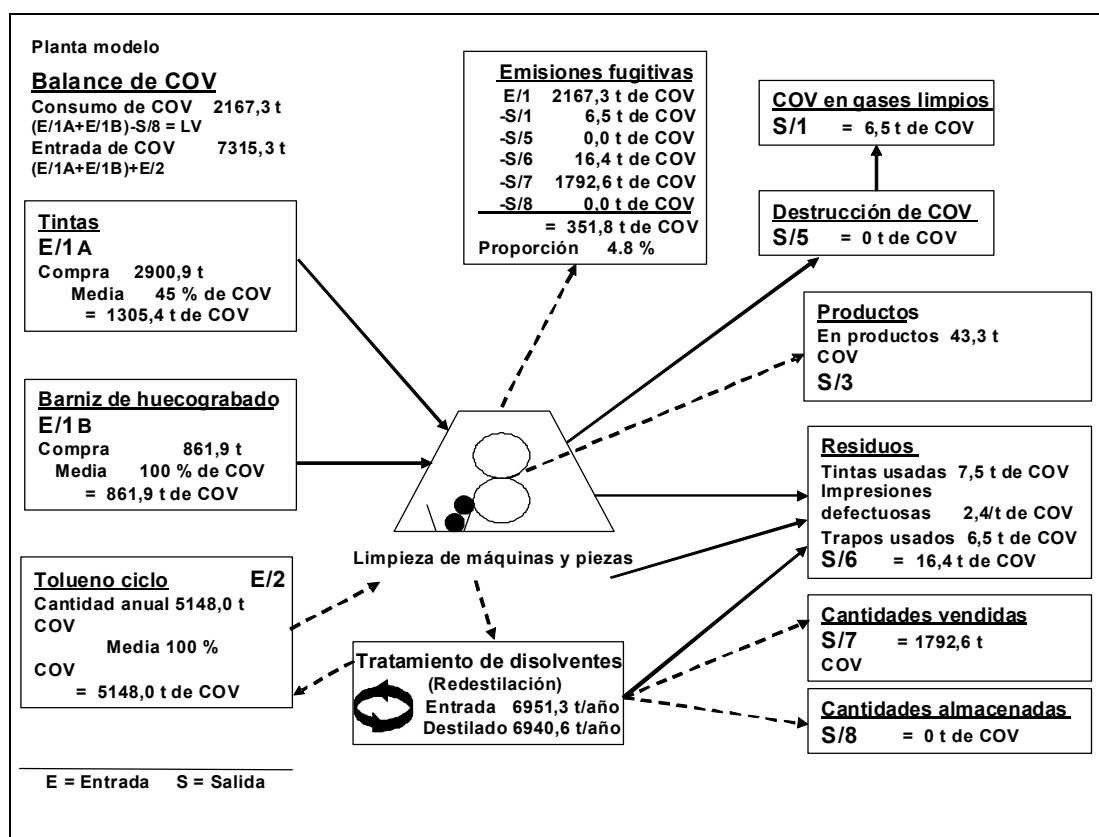 Planta modelo
Balance de COV
Consumo de COV 2167,3 t
(E/1A+E/1B)-S/8 = LV
Entrada de COV 7315,3 t
(E/1A+E/1B)+E/2
Emisiones fugitivas
E/1 2167,3 t de COV
-S/1 6,5 t de COV
-S/5 0,0 t de COV
-S/6 16,4 t de COV
-S/7 1792,6 t de COV
-S/8 0,0 t de COV
= 351,8 t de COV
Proporción 4.8 %
COV en gases limpios
S/1 = 6,5 t de COV
Destrucción de COV
S/5 = 0 t de COV
Tintas
E/1A
Compra 2900,9 t
Media 45 % de COV
= 1305,4 t de COV
Productos
En productos 43,3 t
COV
S/3
Barniz de huecograbado
E/1B
Compra 861,9 t
Media 100 % de COV
= 861,9 t de COV
Residuos
Tintas usadas 7,5 t de COV
Impresiones
defectuosas 2,4/t de COV
Trapos usados 6,5 t de COV
S/6 = 16,4 t de COV
Limpieza de máquinas y piezas
Tolueno ciclo E/2
Cantidad anual 5148,0 t
COV
Media 100 %
COV
= 5148,0 t de COV
Tratamiento de disolventes
(Redestilación)
Entrada 6951,3 t/año
Destilado 6940,6 t/año
Cantidades vendidas
S/7 = 1792,6 t
COV
Cantidades almacenadas
S/8 = 0 t de COV
E = Entrada S = Salida